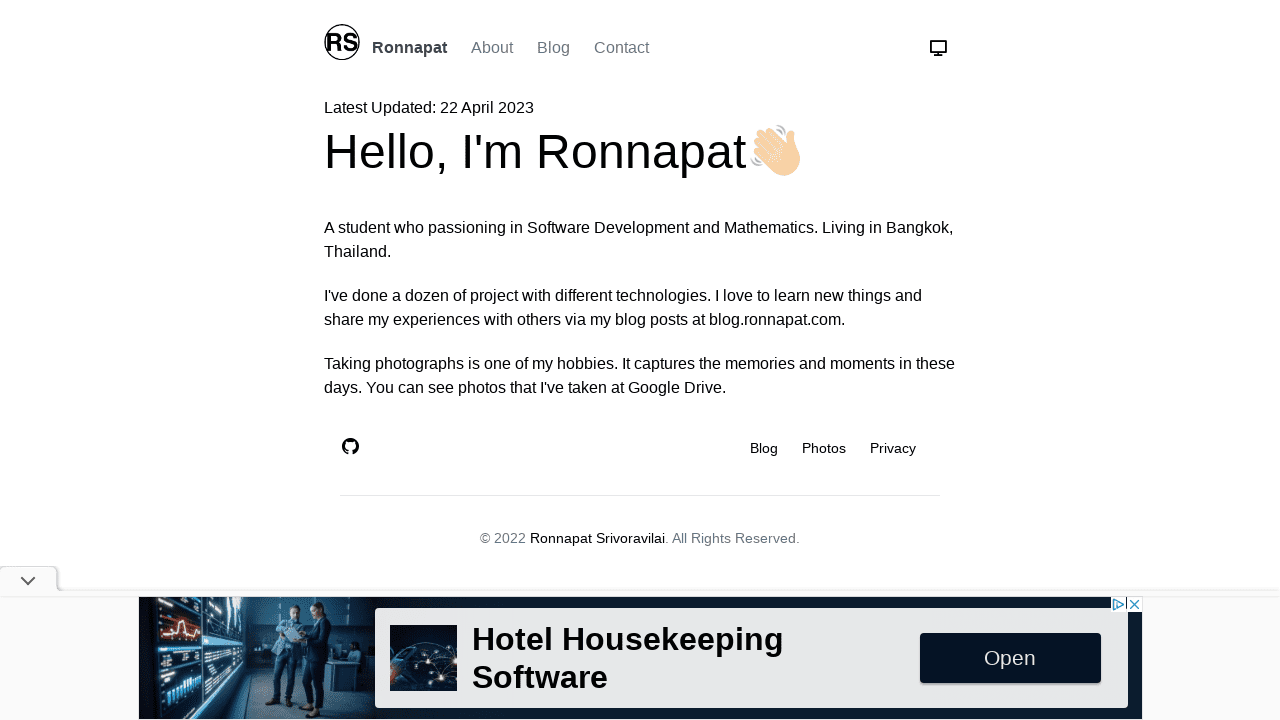 RS Ronnapat About Blog Contact
Latest Updated: 22 April 2023
Hello, I'm Ronnapat
A student who passioning in Software Development and Mathematics. Living in Bangkok,
Thailand.
I've done a dozen of project with different technologies. I love to learn new things and
share my experiences with others via my blog posts at blog.ronnapat.com.
Taking photographs is one of my hobbies. It captures the memories and moments in these
days. You can see photos that I've taken at Google Drive.
Blog Photos Privacy
© 2022 Ronnapat Srivoravilai. All Rights Reserved.
Hotel Housekeeping
Software
Open